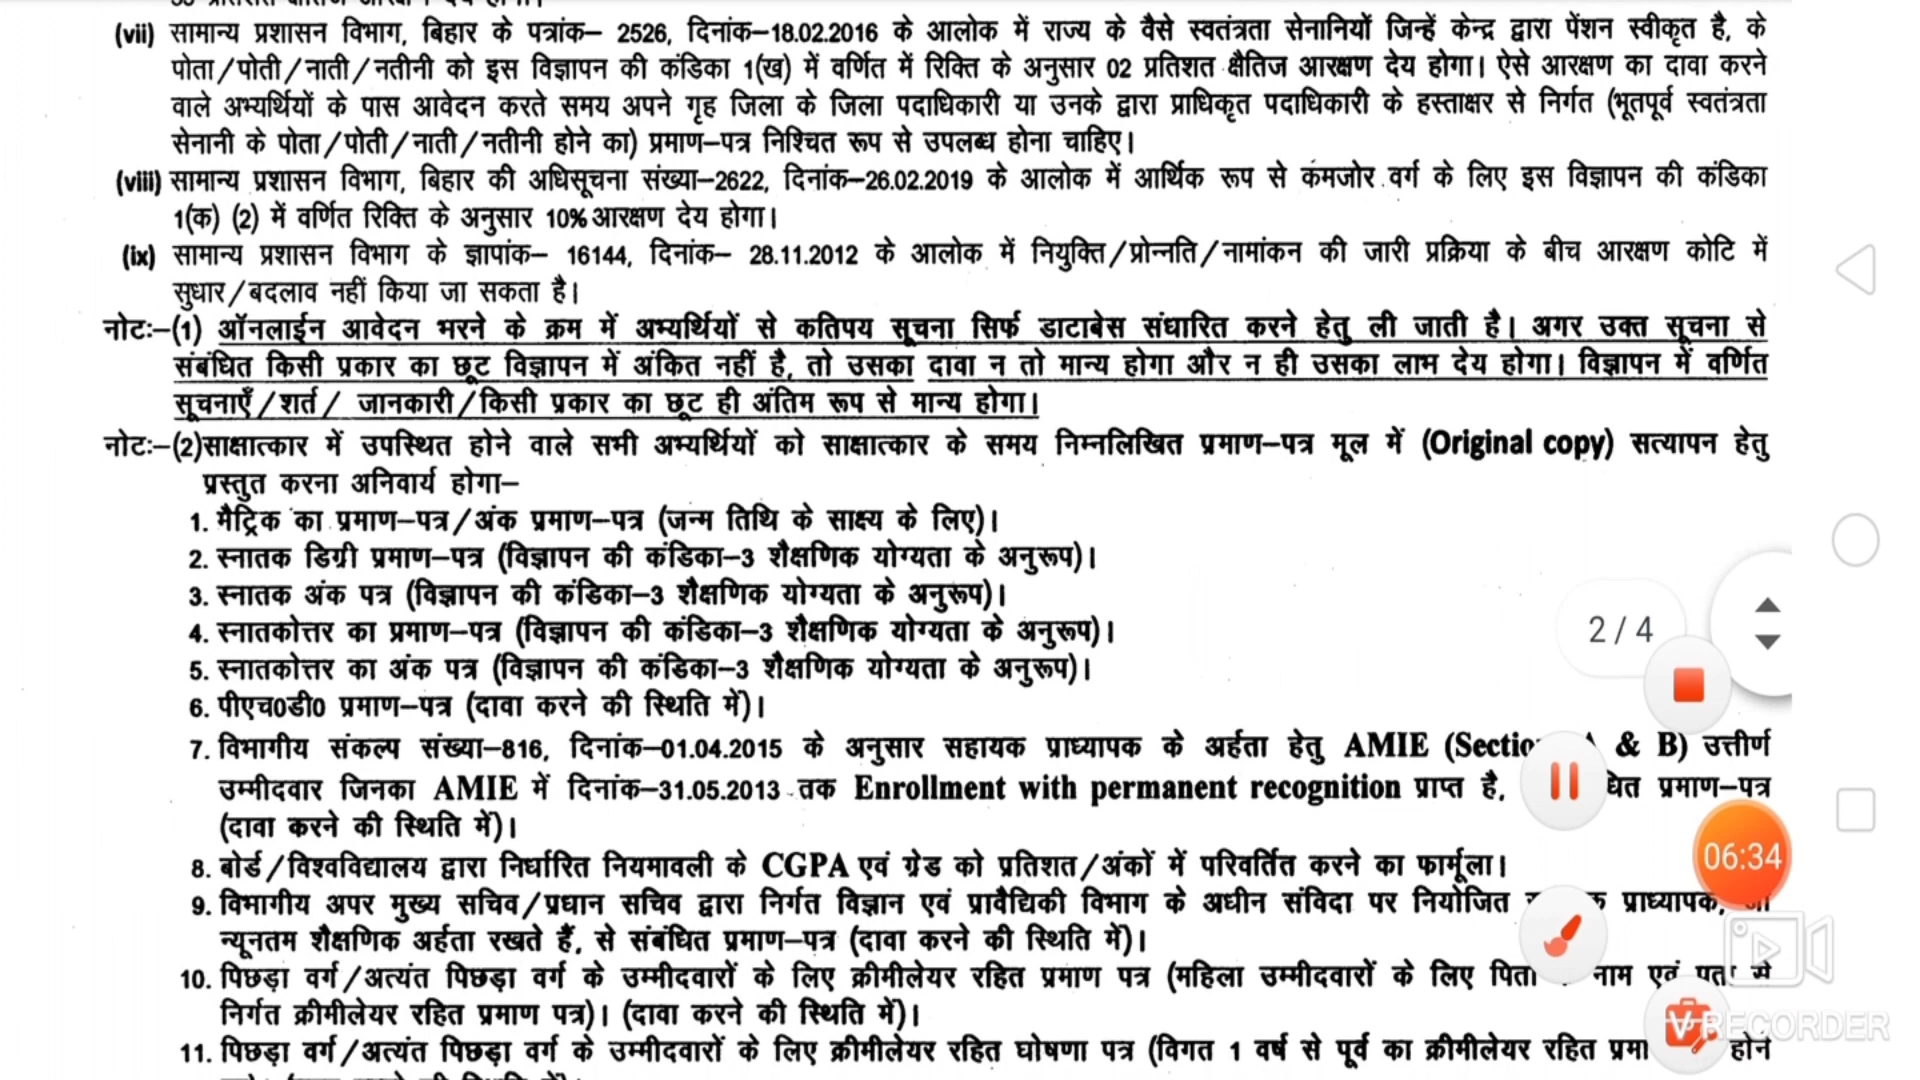 (vii) सामान्य प्रशासन विभाग, बिहार के पत्रांक– 2526, दिनांक–18.02.2016 के आलोक में राज्य के वैसे स्वतंत्रता सेनानियों जिन्हें केन्द्र द्वारा पेंशन स्वीकृत है, के
पोता/पोती/नाती/नतीनी को इस विज्ञापन की कंडिका 1(ख) में वर्णित में रिक्ति के अनुसार 02 प्रतिशत क्षैतिज आरक्षण देय होगा। ऐसे आरक्षण का दावा करने
वाले अभ्यर्थियों के पास आवेदन करते समय अपने गृह जिला के जिला पदाधिकारी या उनके द्वारा प्राधिकृत पदाधिकारी के हस्ताक्षर से निर्गत (भूतपूर्व स्वतंत्रता
सेनानी के पोता/पोती/नाती/नतीनी होने का) प्रमाण–पत्र निश्चित रूप से उपलब्ध होना चाहिए।
(viii) सामान्य प्रशासन विभाग, बिहार की अधिसूचना संख्या–2622, दिनांक–26.02.2019 के आलोक में आर्थिक रूप से कमजोर वर्ग के लिए इस विज्ञापन की कंडिका
1(क) (2) में वर्णित रिक्ति के अनुसार 10% आरक्षण देय होगा।
(ix) सामान्य प्रशासन विभाग के ज्ञापांक– 16144, दिनांक– 28.11.2012 के आलोक में नियुक्ति/प्रोन्नति/नामांकन की जारी प्रक्रिया के बीच आरक्षण कोटि में
सुधार/बदलाव नहीं किया जा सकता है।
नोटः–(1) ऑनलाईन आवेदन भरने के क्रम में अभ्यर्थियों से कतिपय सूचना सिर्फ डाटाबेस संधारित करने हेतु ली जाती है। अगर उक्त सूचना से
संबंधित किसी प्रकार का छूट विज्ञापन में अंकित नहीं है, तो उसका दावा न तो मान्य होगा और न ही उसका लाभ देय होगा। विज्ञापन में वर्णित
सूचनाएँ/शर्त/ जानकारी/किसी प्रकार का छूट ही अंतिम रूप से मान्य होगा।
नोटः–(2)साक्षात्कार में उपस्थित होने वाले सभी अभ्यर्थियों को साक्षात्कार के समय निम्नलिखित प्रमाण–पत्र मूल में (Original copy) सत्यापन हेतु
प्रस्तुत करना अनिवार्य होगा–
1. मैट्रिक का प्रमाण–पत्र/अंक प्रमाण–पत्र (जन्म तिथि के साक्ष्य के लिए)।
2. स्नातक डिग्री प्रमाण–पत्र (विज्ञापन की कंडिका–3 शैक्षणिक योग्यता के अनुरूप)।
3. स्नातक अंक पत्र (विज्ञापन की कंडिका–3 शैक्षणिक योग्यता के अनुरूप)।
4. स्नातकोत्तर का प्रमाण–पत्र (विज्ञापन की कंडिका–3 शैक्षणिक योग्यता के अनुरूप)।
5. स्नातकोत्तर का अंक पत्र (विज्ञापन की कंडिका–3 शैक्षणिक योग्यता के अनुरूप)।
2/4
6. पीएच0डी0 प्रमाण–पत्र (दावा करने की स्थिति में)।
7. विभागीय संकल्प संख्या–816, दिनांक–01.04.2015 के अनुसार सहायक प्राध्यापक के अर्हता हेतु AMIE & B) उत्तीर्ण
उम्मीदवार जिनका AMIE में दिनांक–31.05.2013 तक Enrollment with permanent recognition प्राप्त है, प्रमाण–पत्र
(दावा करने की स्थिति में)।
06:34
8. बोर्ड/विश्वविद्यालय द्वारा निर्धारित नियमावली के CGPA एवं ग्रेड को प्रतिशत/अंकों में परिवर्तित करने का फार्मूला।
9. विभागीय अपर मुख्य सचिव/प्रधान सचिव द्वारा निर्गत विज्ञान एवं प्रावैद्यिकी विभाग के अधीन संविदा पर नियोजित प्राध्यापक,
न्यूनतम शैक्षणिक अर्हता रखते हैं, से संबंधित प्रमाण–पत्र (दावा करने की स्थिति में)।
10. पिछड़ा वर्ग/अत्यंत पिछड़ा वर्ग के उम्मीदवारों के लिए क्रीमीलेयर रहित प्रमाण पत्र (महिला उम्मीदवारों के लिए पिता नाम एवं पता से
निर्गत क्रीमीलेयर रहित प्रमाण पत्र)। (दावा करने की स्थिति में)।
V RECORDER
11. पिछड़ा वर्ग/अत्यंत पिछड़ा वर्ग के उम्मीदवारों के लिए क्रीमीलेयर रहित घोषणा पत्र (विगत 1 वर्ष से पूर्व का क्रीमीलेयर रहित होने